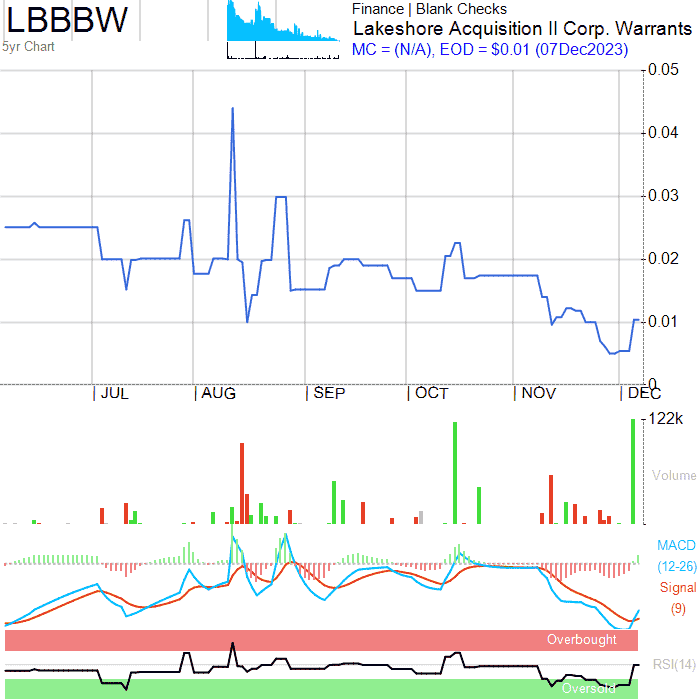 LBBBW
5yr Chart
Finance | Blank Checks
Lakeshore Acquisition II Corp. Warrants
MC = (N/A), EOD = $0.01 (07Dec2023)
0.05
0.04
0.03
0.02
0.01
0
JUL AUG SEP OCT NOV DEC
122k
Volume
MACD
(12-26)
Signal
(9)
Overbought
RSI(14)
Oversold